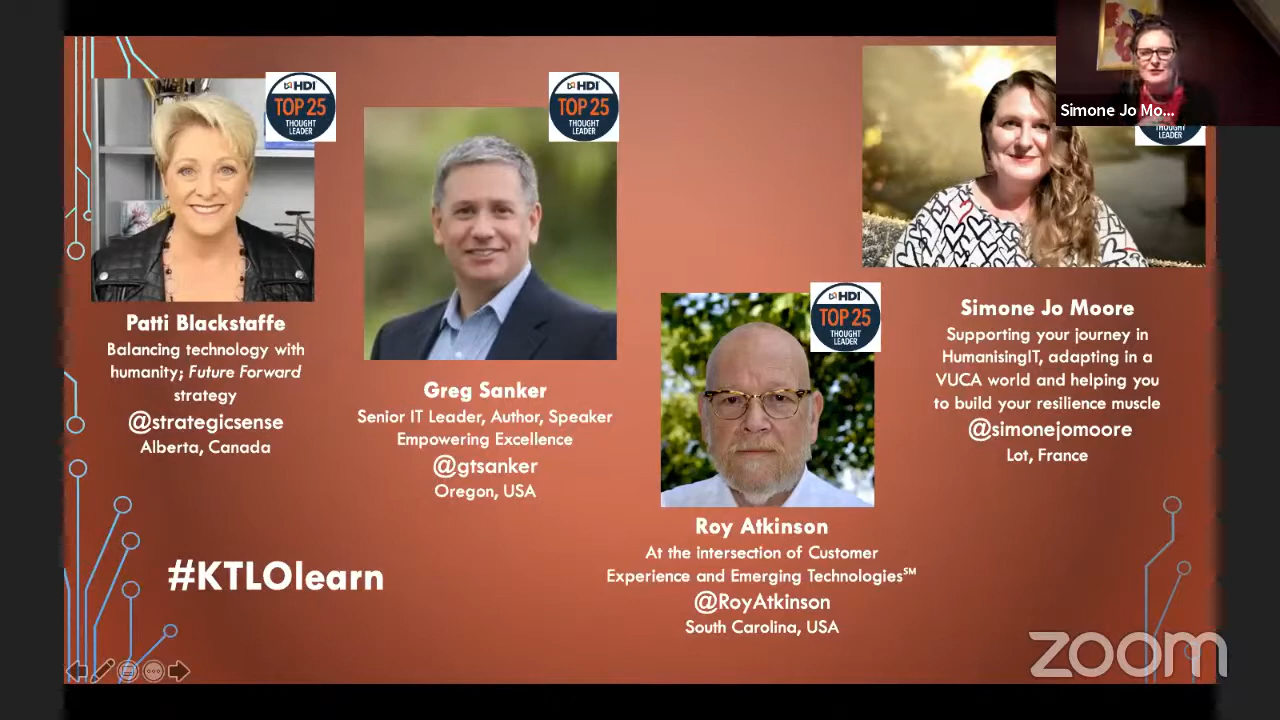 HDI
TOP 25
THOUGHT
LEADER
Patti Blackstaffe
Balancing technology with
humanity; Future Forward
strategy
@strategicsense
Alberta, Canada
HDI
TOP 25
THOUGHT
LEADER
Greg Sanker
Senior IT Leader, Author, Speaker
Empowering Excellence
@gtsanker
Oregon, USA
HDI
TOP 25
THOUGHT
LEADER
Roy Atkinson
At the intersection of Customer
Experience and Emerging Technologies℠
@RoyAtkinson
South Carolina, USA
Simone Jo Mo...
THOUGHT
LEADER
Simone Jo Moore
Supporting your journey in
HumanisingIT, adapting in a
VUCA world and helping you
to build your resilience muscle
@simonejomoore
Lot, France
#KTLOlearn
zoom